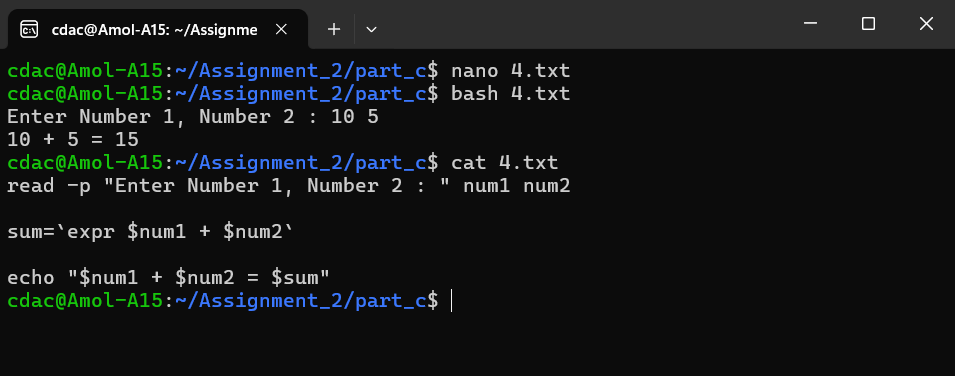 cdac@Amol-A15: ~/Assignme
cdac@Amol-A15:~/Assignment_2/part_c$ nano 4.txt
cdac@Amol-A15:~/Assignment_2/part_c$ bash 4.txt
Enter Number 1, Number 2 : 10 5
10 + 5 = 15
cdac@Amol-A15:~/Assignment_2/part_c$ cat 4.txt
read -p "Enter Number 1, Number 2 : " num1 num2
sum=`expr $num1 + $num2`
echo "$num1 + $num2 = $sum"
cdac@Amol-A15:~/Assignment_2/part_c$